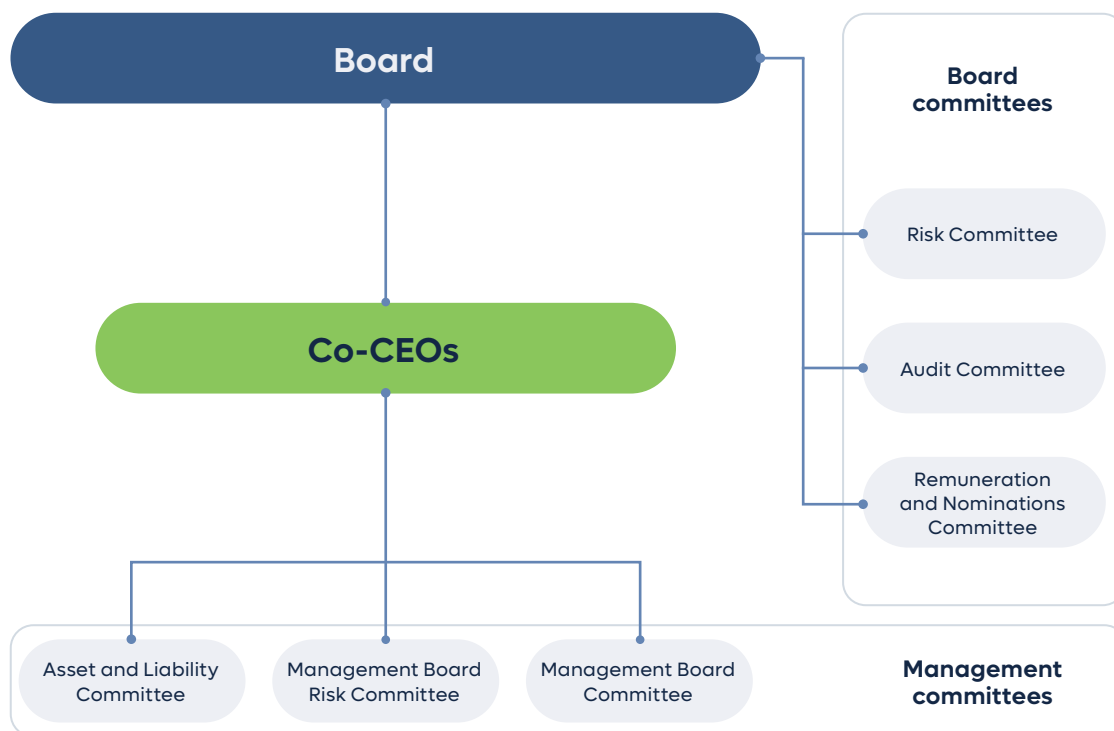 Board
Board
committees
Risk Committee
Co-CEOs
Audit Committee
Remuneration
and Nominations
Committee
Asset and Liability
Committee
Management Board
Risk Committee
Management Board
Committee
Management
committees